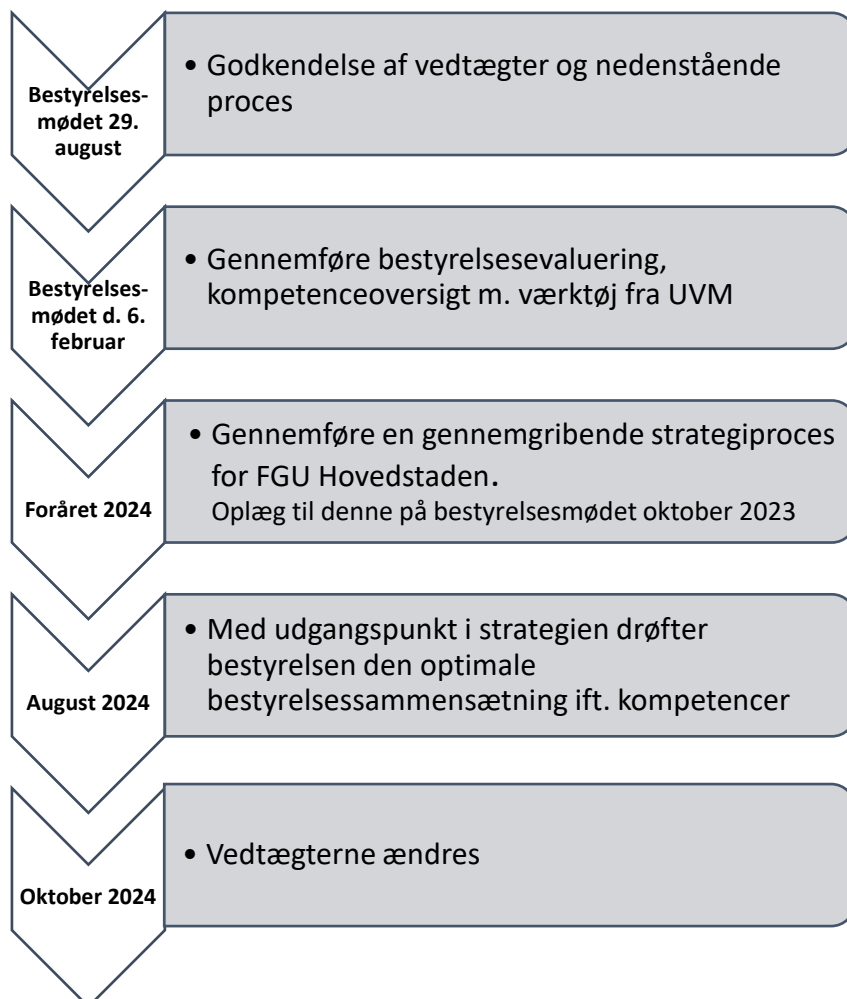 Bestyrelses-
mødet 29.
august
• Godkendelse af vedtægter og nedenstående
proces
Bestyrelses-
mødet d. 6.
februar
• Gennemføre bestyrelsesevaluering,
kompetenceoversigt m. værktøj fra UVM
Foråret 2024
• Gennemføre en gennemgribende strategiproces
for FGU Hovedstaden.
Oplæg til denne på bestyrelsesmødet oktober 2023
August 2024
• Med udgangspunkt i strategien drøfter
bestyrelsen den optimale
bestyrelsessammensætning ift. kompetencer
Oktober 2024
• Vedtægterne ændres